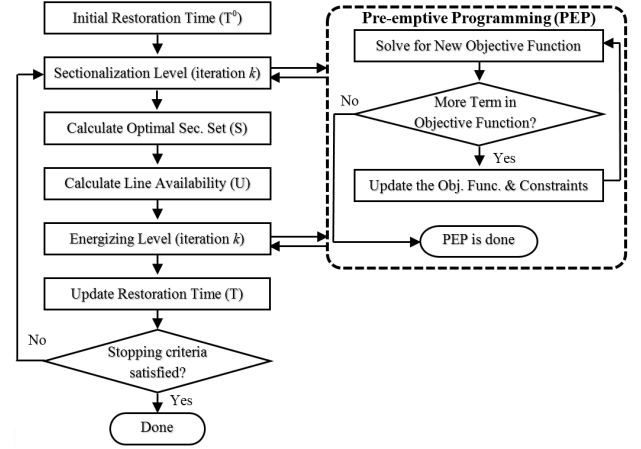 Initial Restoration Time (T⁰)
Sectionalization Level (iteration k)
Calculate Optimal Sec. Set (S)
Calculate Line Availability (U)
Energizing Level (iteration k)
Update Restoration Time (T)
No
Stopping criteria
satisfied?
Yes
Done
Pre-emptive Programming (PEP)
Solve for New Objective Function
No
More Term in
Objective Function?
Yes
Update the Obj. Func. & Constraints
PEP is done